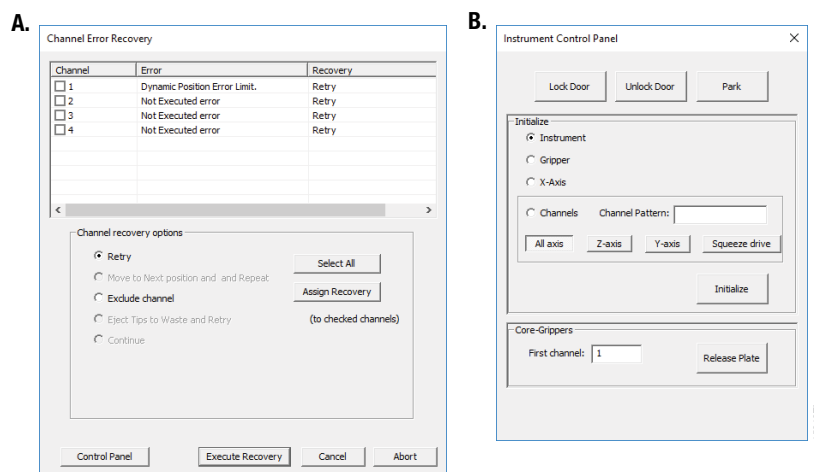 A.
Channel Error Recovery
Channel Error Recovery
1 Dynamic Position Error Limit. Retry
2 Not Executed error Retry
3 Not Executed error Retry
4 Not Executed error Retry
Channel recovery options
Retry
Move to Next position and and Repeat
Exclude channel
Eject Tips to Waste and Retry
Continue
Select All
Assign Recovery
(to checked channels)
Control Panel Execute Recovery Cancel Abort
B.
Instrument Control Panel
Lock Door Unlock Door Park
Initialize
Instrument
Gripper
X-Axis
Channels Channel Pattern:
All axis Z-axis Y-axis Squeeze drive
Initialize
Core-Grippers
First channel: 1 Release Plate